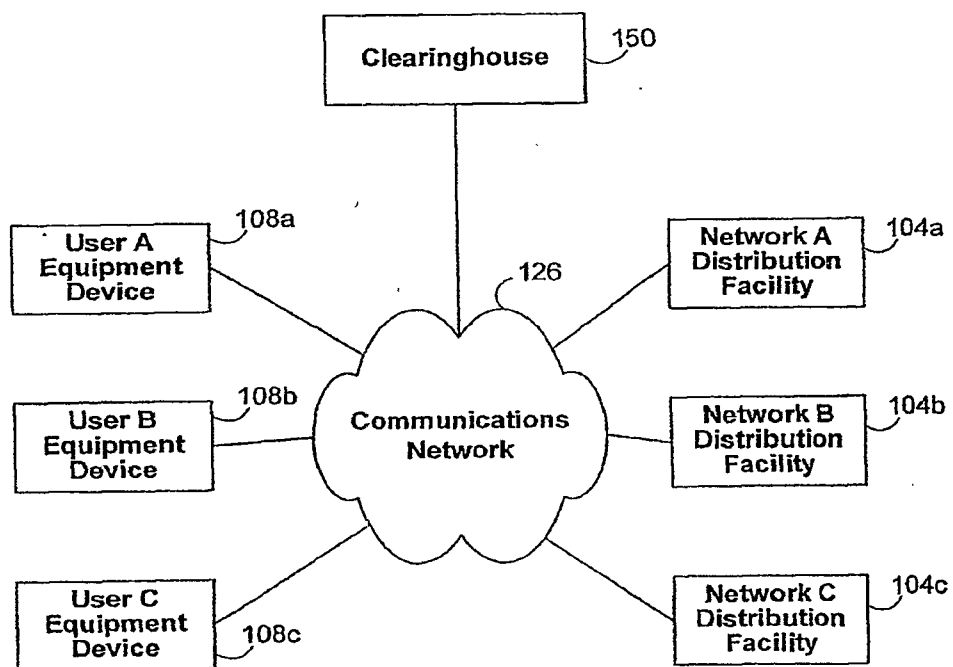 Clearinghouse
150
User A
Equipment
Device
108a
Network A
Distribution
Facility
104a
126
Communications
Network
User B
Equipment
Device
108b
Network B
Distribution
Facility
104b
User C
Equipment
Device
108c
Network C
Distribution
Facility
104c